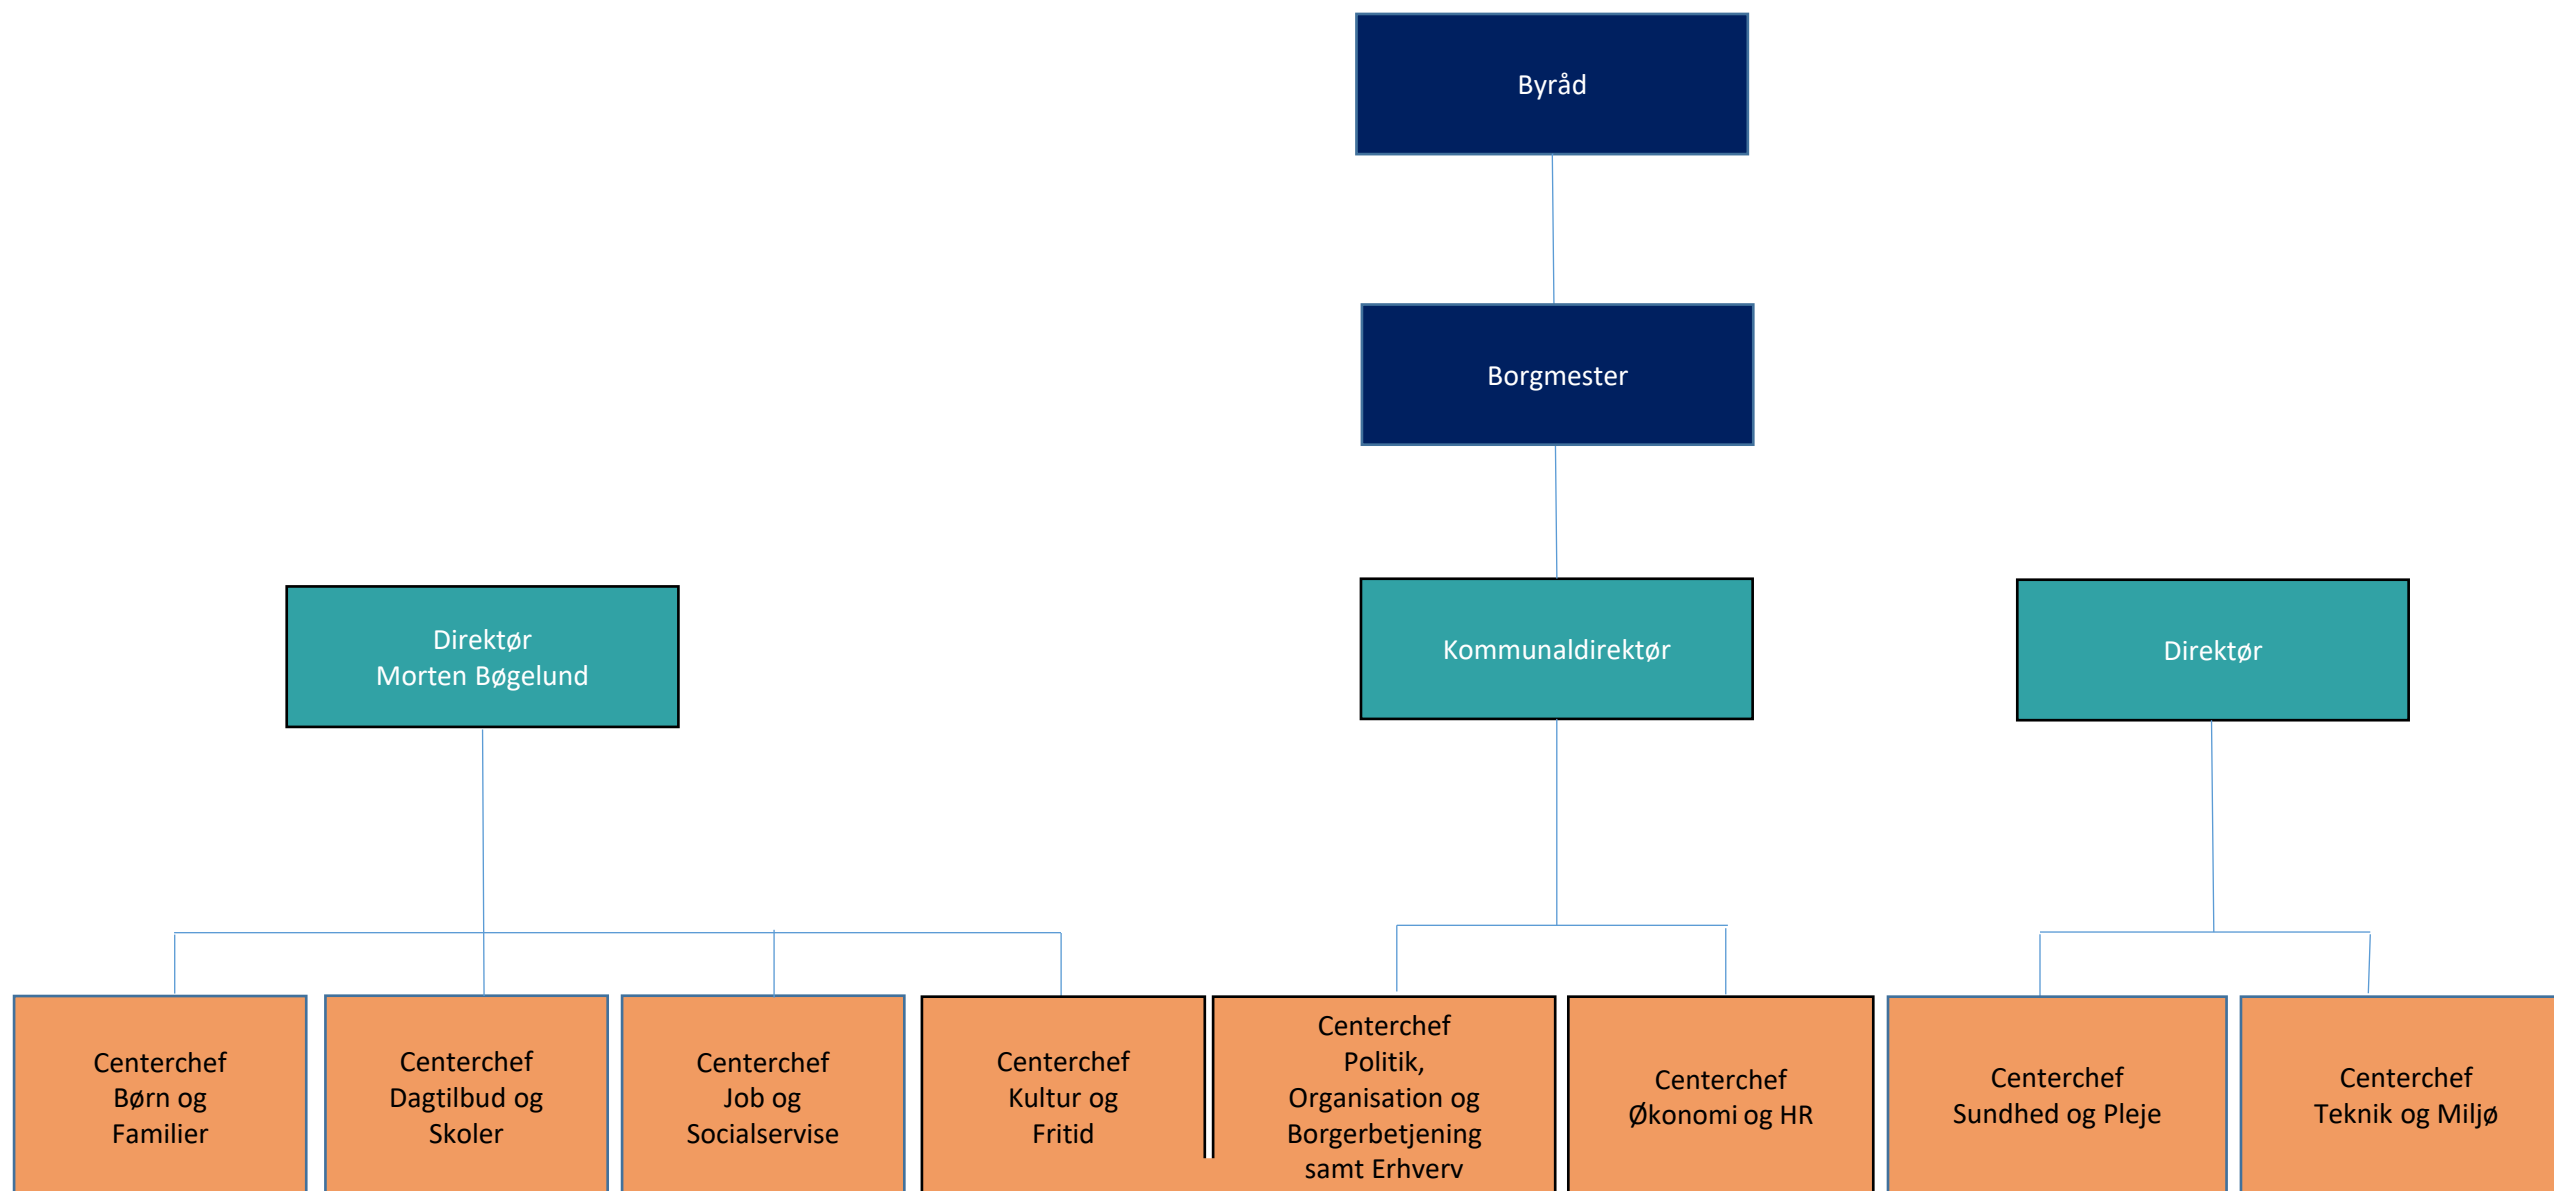 Byråd
Borgmester
Direktør
Morten Bøgelund
Kommunaldirektør
Direktør
Centerchef
Børn og
Familier
Centerchef
Dagtilbud og
Skoler
Centerchef
Job og
Socialservise
Centerchef
Kultur og
Fritid
Centerchef
Politik,
Organisation og
Borgerbetjening
samt Erhverv
Centerchef
Økonomi og HR
Centerchef
Sundhed og Pleje
Centerchef
Teknik og Miljø